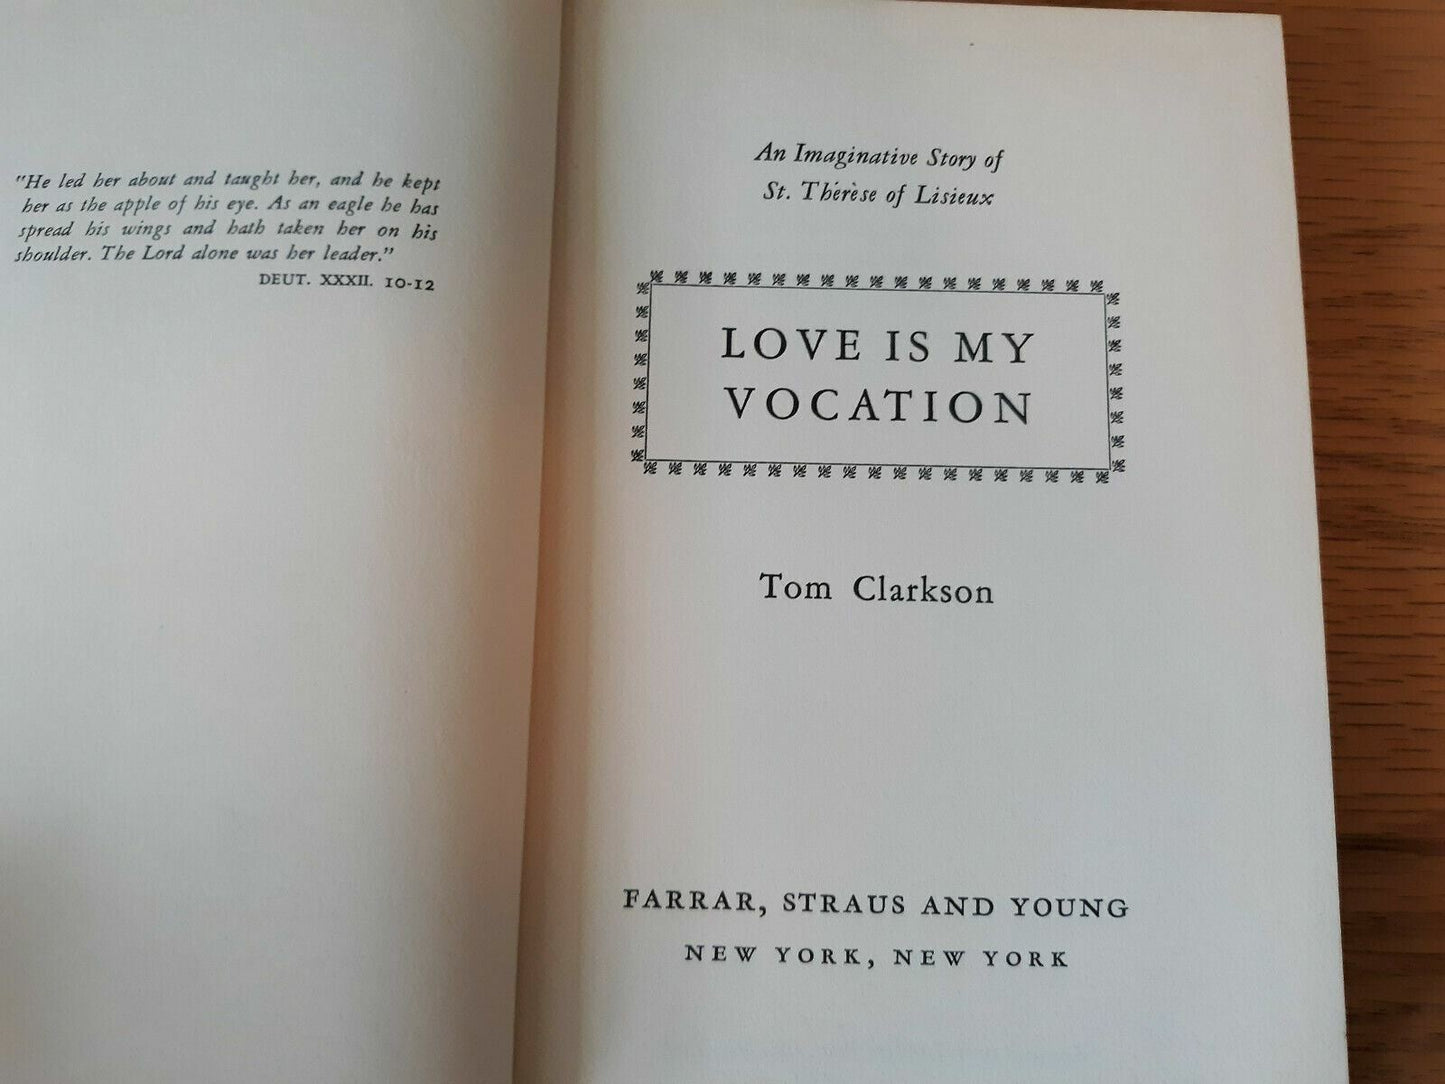 "He led her about and taught her, and he kept
her as the apple of his eye. As an eagle he has
spread his wings and hath taken her on his
shoulder. The Lord alone was her leader."
DEUT. XXXII. 10-12
An Imaginative Story of
St. Thérèse of Lisieux
LOVE IS MY
VOCATION
Tom Clarkson
FARRAR, STRAUS AND YOUNG
NEW YORK, NEW YORK